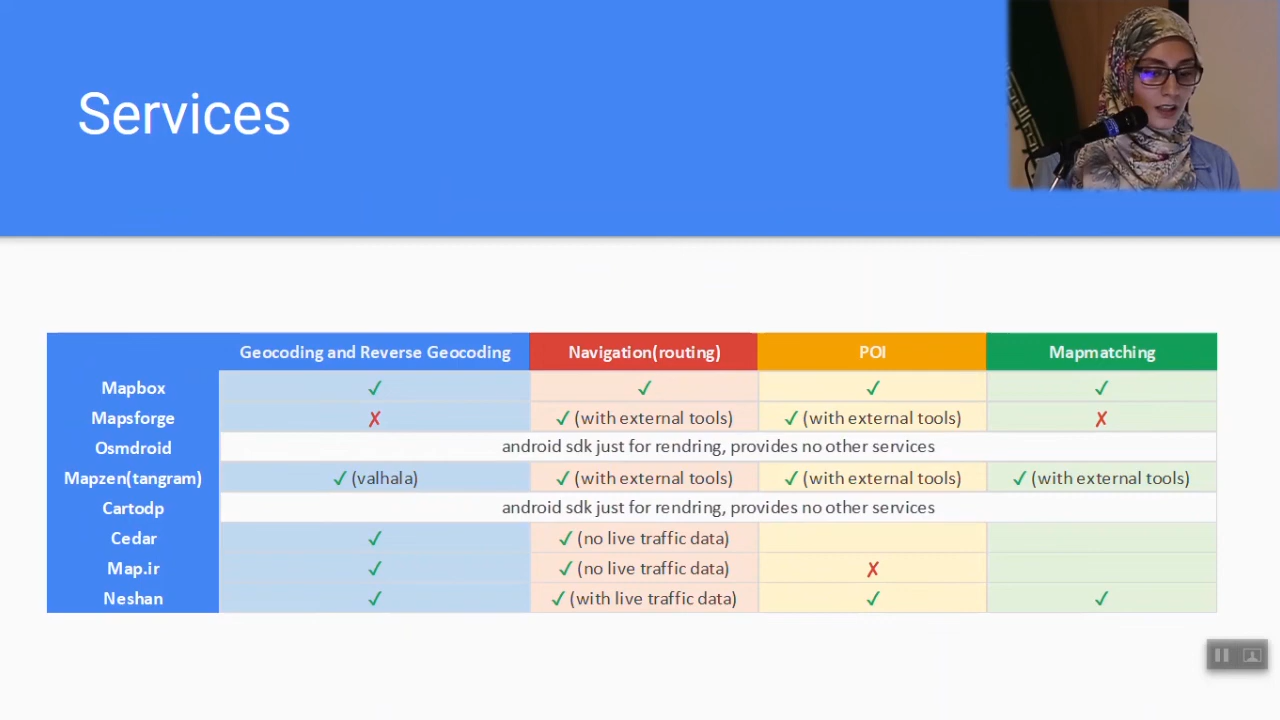 Services
Geocoding and Reverse Geocoding Navigation(routing) POI Mapmatching
Mapbox ✓ ✓ ✓ ✓
Mapsforge ✗ ✓ (with external tools) ✓ (with external tools) ✗
Osmdroid android sdk just for rendring, provides no other services
Mapzen(tangram) ✓ (valhala) ✓ (with external tools) ✓ (with external tools) ✓ (with external tools)
Cartodp android sdk just for rendring, provides no other services
Cedar ✓ ✓ (no live traffic data)
Map.ir ✓ ✓ (no live traffic data) ✗
Neshan ✓ ✓ (with live traffic data) ✓ ✓